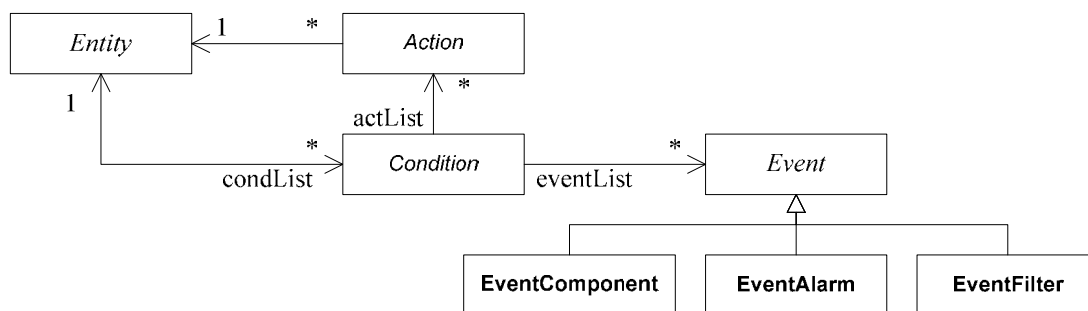 Entity
1
*
Action
1
*
actList
*
condList
Condition
eventList
*
Event
EventComponent
EventAlarm
EventFilter